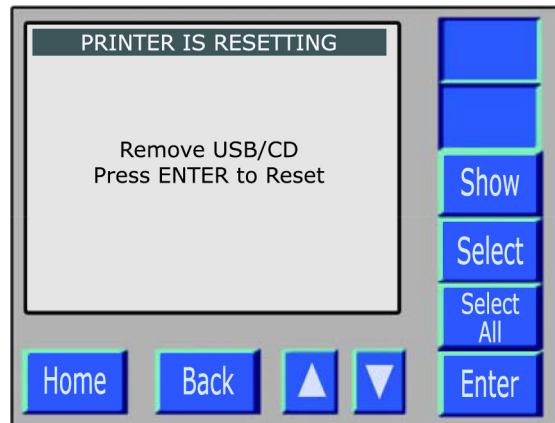 PRINTER IS RESETTING
Remove USB/CD
Press ENTER to Reset
Show
Select
Select
All
Home
Back
Enter